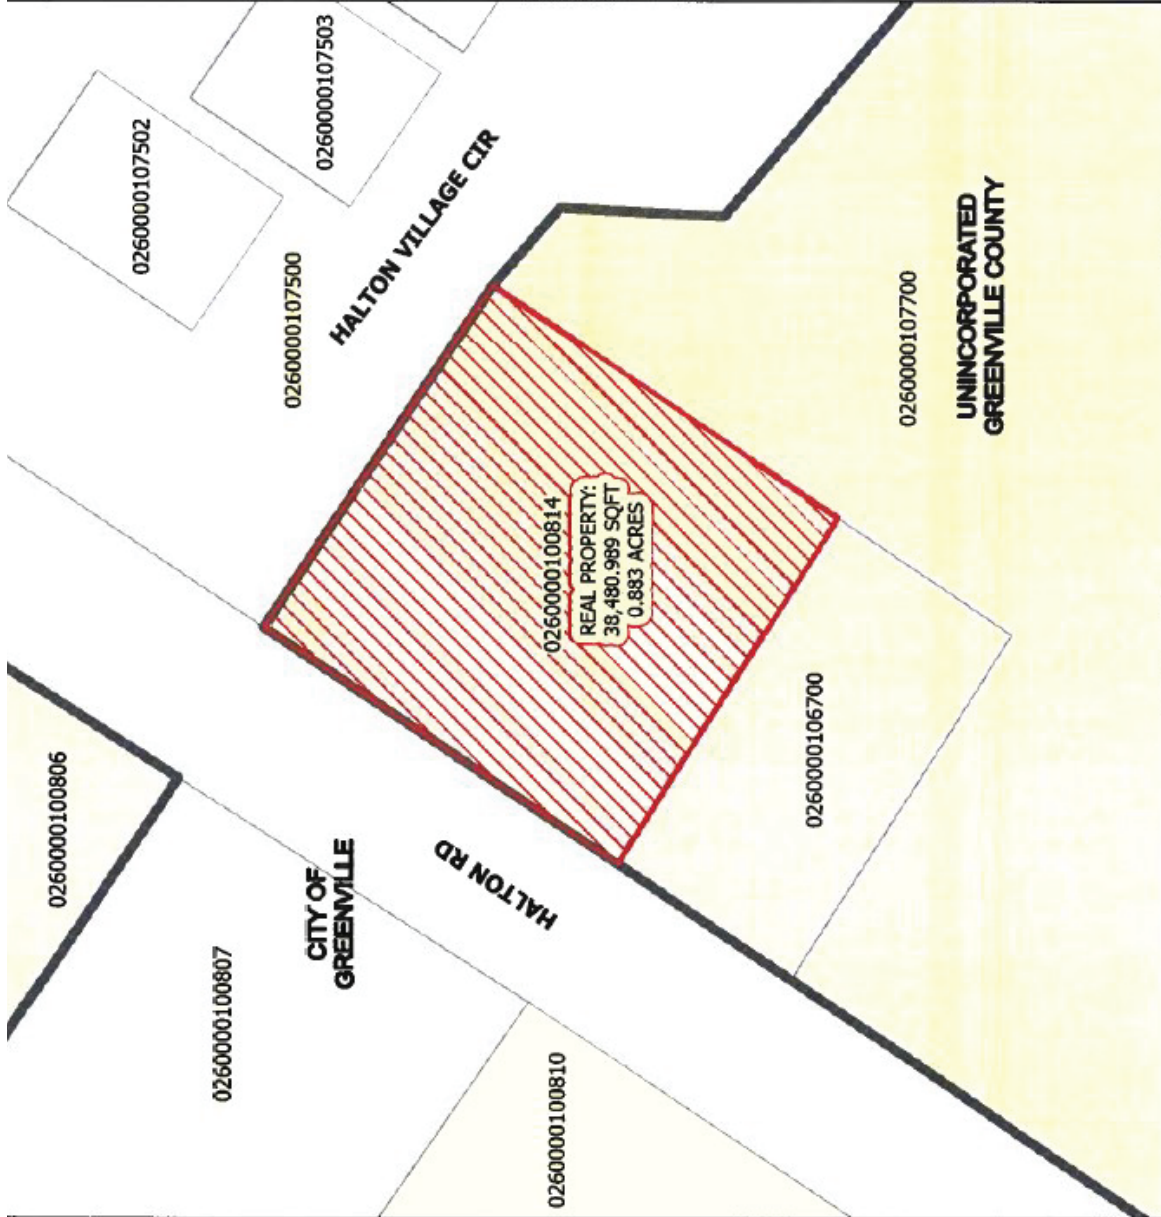 0260000107502
0260000107503
HALTON VILLAGE CIR
0260000107500
0260000100806
CITY OF
GREENVILLE
HALTON RD
0260000100807
0260000100810
0260000100814
REAL PROPERTY:
38,480.989 SQFT
0.883 ACRES
0260000106700
0260000107700
UNINCORPORATED
GREENVILLE COUNTY